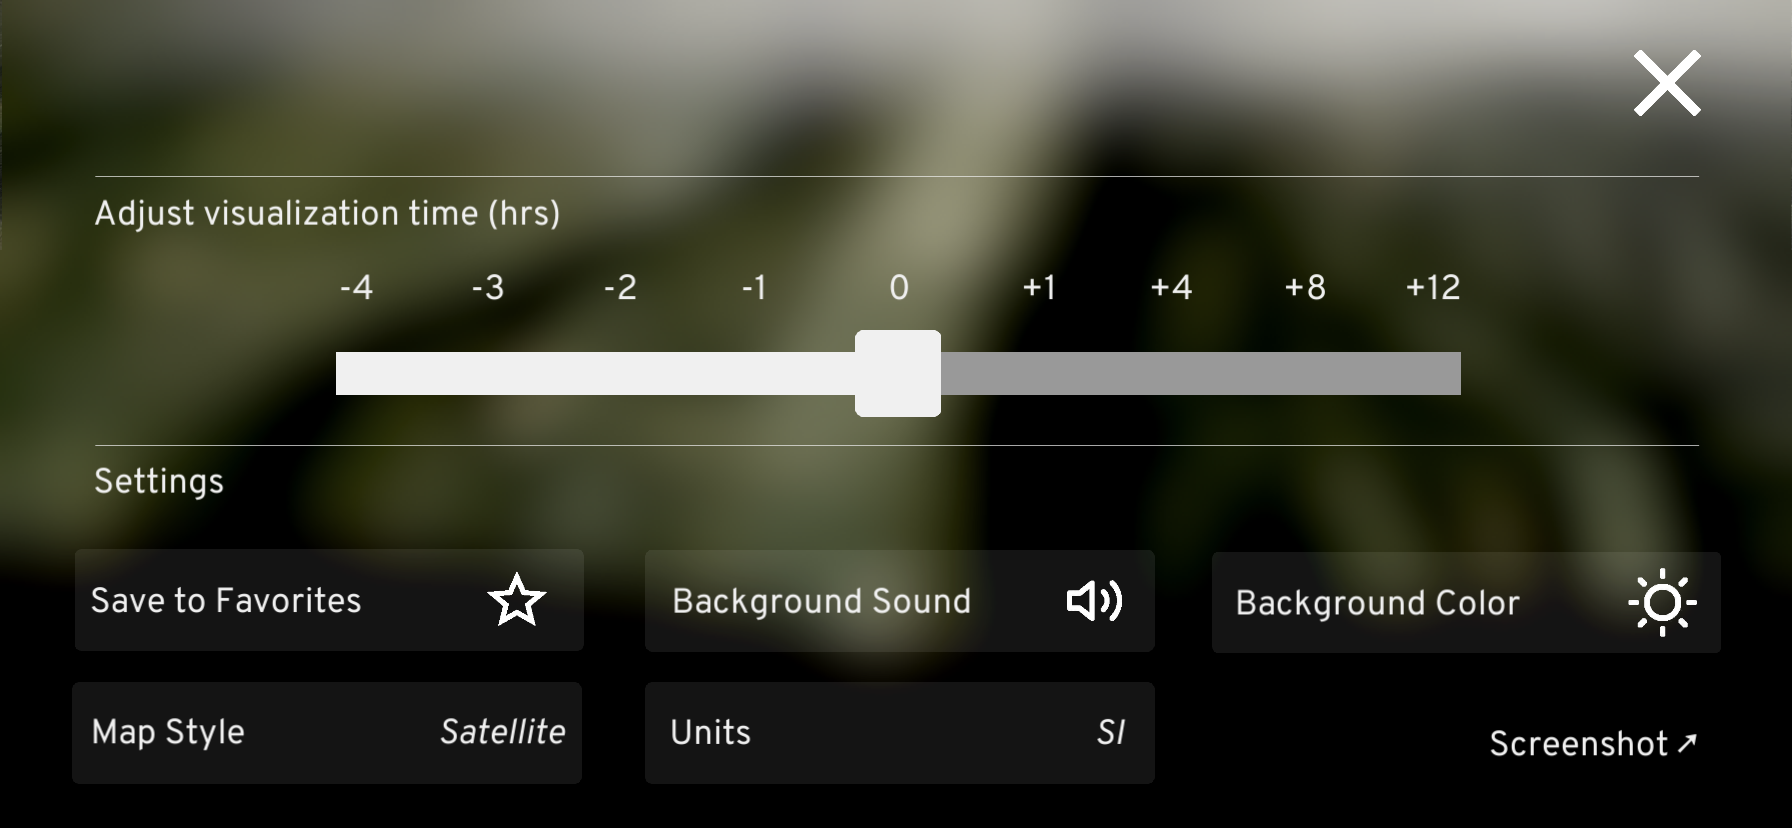 Adjust visualization time (hrs)
-4 -3 -2 -1 0 +1 +4 +8 +12
Settings
Save to Favorites
Background Sound
Background Color
Map Style Satellite
Units SI
Screenshot ↗